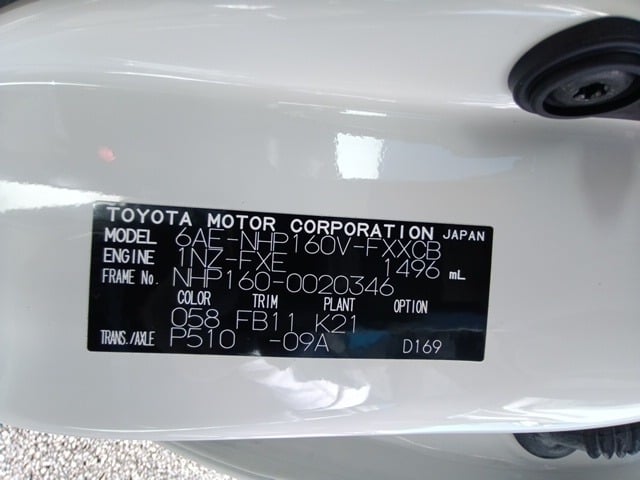 TOYOTA MOTOR CORPORATION JAPAN
MODEL 6AE-NHP160V-FXXCB
ENGINE 1NZ-FXE 1496 mL
FRAME No. NHP160-0020346
COLOR TRIM PLANT OPTION
058 FB11 K21
TRANS./AXLE P510 -09A D169